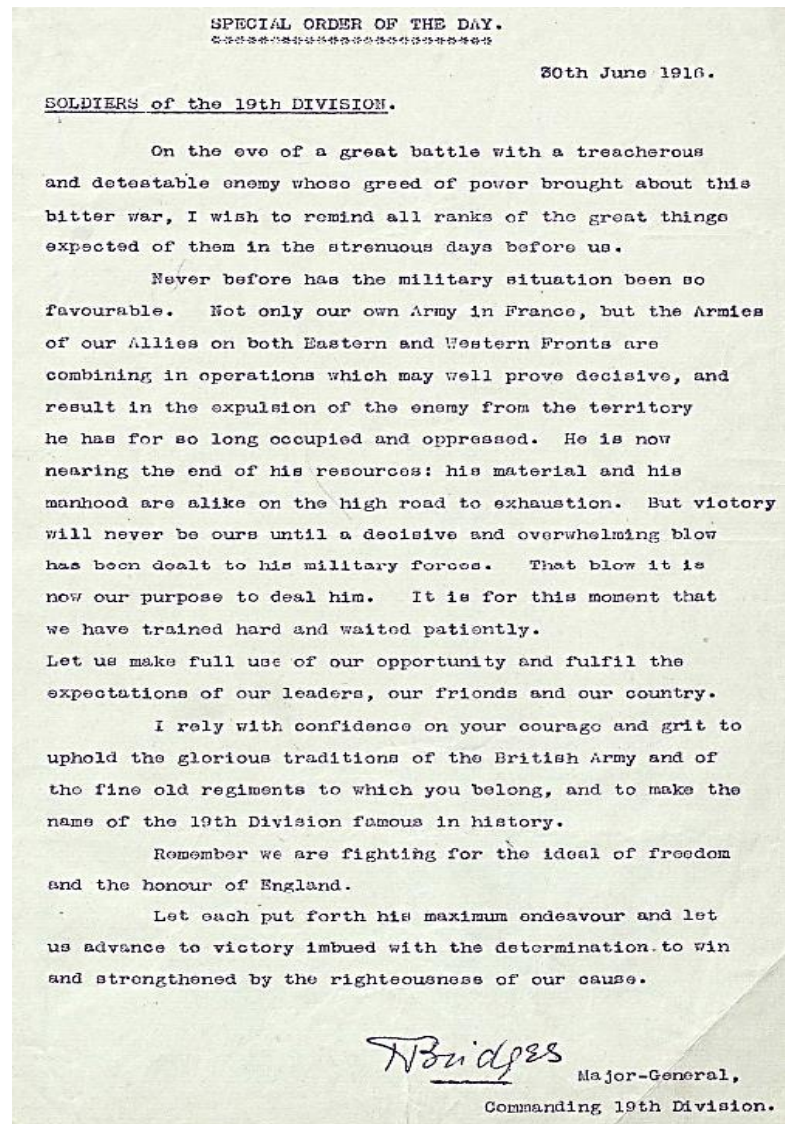 SPECIAL ORDER OF THE DAY.
30th June 1916.
SOLDIERS of the 19th DIVISION.
On the eve of a great battle with a treacherous
and detestable enemy whose greed of power brought about this
bitter war, I wish to remind all ranks of the great things
expected of them in the strenuous days before us.
Never before has the military situation been so
favourable. Not only our own Army in France, but the Armies
of our Allies on both Eastern and Western Fronts are
combining in operations which may well prove decisive, and
result in the expulsion of the enemy from the territory
he has for so long occupied and oppressed. He is now
nearing the end of his resources: his material and his
manhood are alike on the high road to exhaustion. But victory
will never be ours until a decisive and overwhelming blow
has been dealt to his military forces. That blow it is
now our purpose to deal him. It is for this moment that
we have trained hard and waited patiently.
Let us make full use of our opportunity and fulfil the
expectations of our leaders, our friends and our country.
I rely with confidence on your courage and grit to
uphold the glorious traditions of the British Army and of
the fine old regiments to which you belong, and to make the
name of the 19th Division famous in history.
Remember we are fighting for the ideal of freedom
and the honour of England.
Let each put forth his maximum endeavour and let
us advance to victory imbued with the determination to win
and strengthened by the righteousness of our cause.
TBridges
Major-General,
Commanding 19th Division.